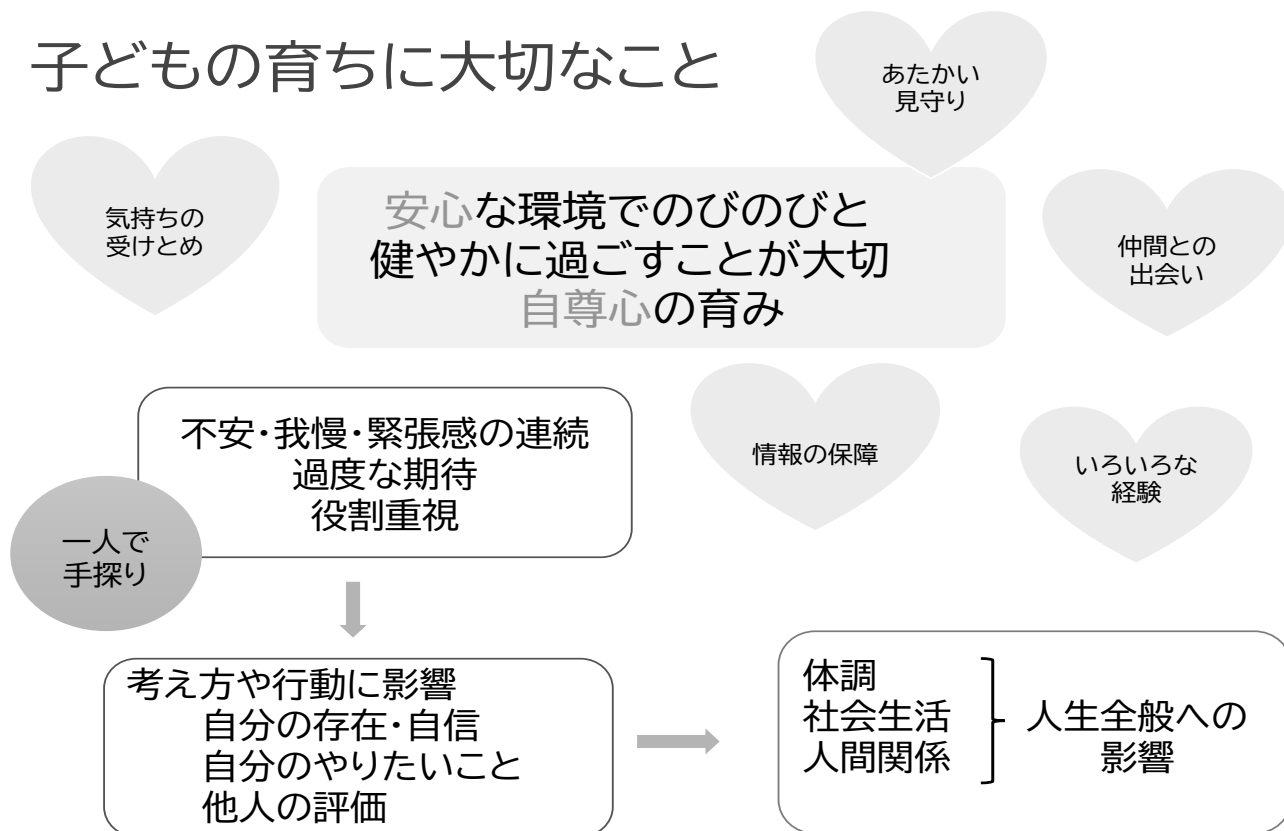 子どもの育ちに大切なこと
あたかい
見守り
気持ちの
受けとめ
安心な環境でのびのびと
健やかに過ごすことが大切
自尊心の育み
仲間との
出会い
情報の保障
いろいろな
経験
不安・我慢・緊張感の連続
過度な期待
役割重視
一人で
手探り
考え方や行動に影響
自分の存在・自信
自分のやりたいこと
他人の評価
体調
社会生活
人間関係
人生全般への
影響